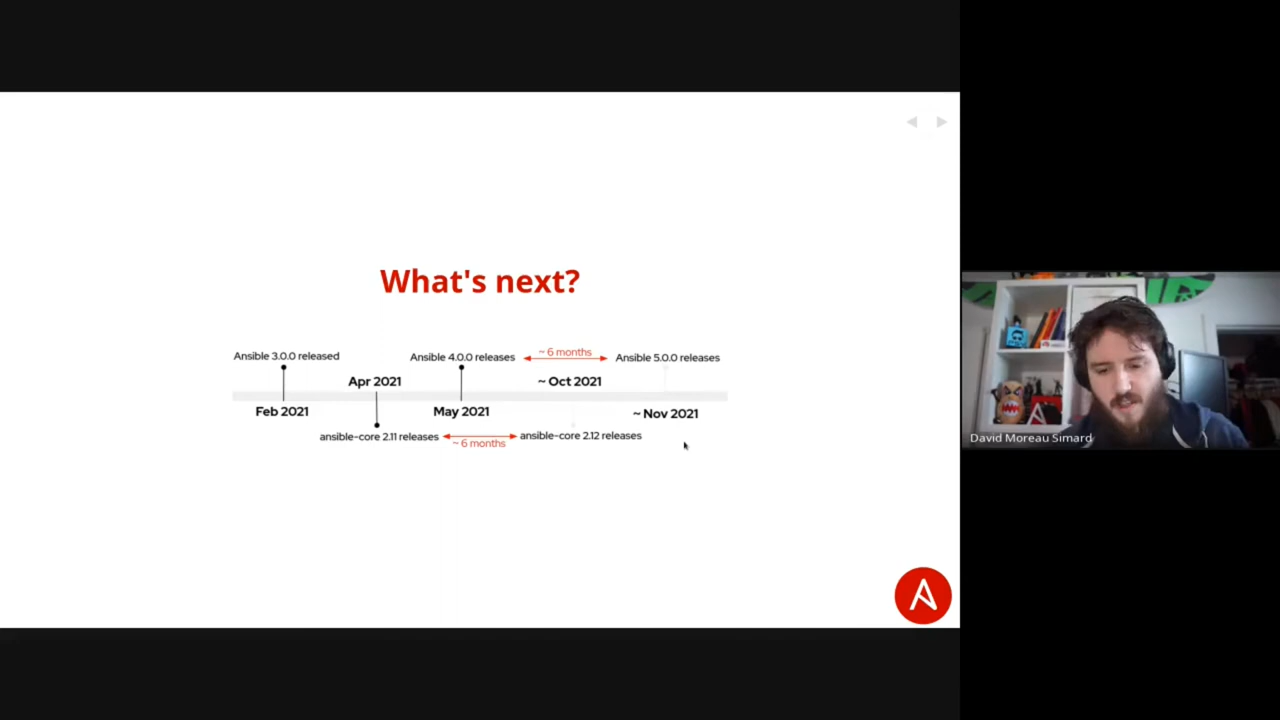 What's next?
Ansible 3.0.0 released
Ansible 4.0.0 releases
~ 6 months
Ansible 5.0.0 releases
Apr 2021
~ Oct 2021
Feb 2021
May 2021
~ Nov 2021
ansible-core 2.11 releases
~ 6 months
ansible-core 2.12 releases
David Moreau Simard